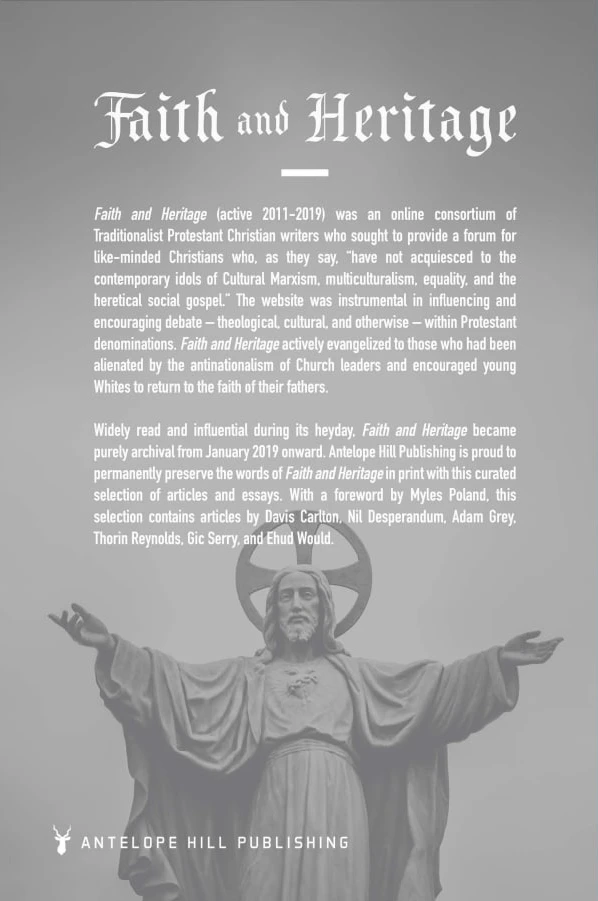 Faith and Heritage
Faith and Heritage (active 2011-2019) was an online consortium of
Traditionalist Protestant Christian writers who sought to provide a forum for
like-minded Christians who, as they say, "have not acquiesced to the
contemporary idols of Cultural Marxism, multiculturalism, equality, and the
heretical social gospel." The website was instrumental in influencing and
encouraging debate – theological, cultural, and otherwise – within Protestant
denominations. Faith and Heritage actively evangelized to those who had been
alienated by the antinationalism of Church leaders and encouraged young
Whites to return to the faith of their fathers.
Widely read and influential during its heyday, Faith and Heritage became
purely archival from January 2019 onward. Antelope Hill Publishing is proud to
permanently preserve the words of Faith and Heritage in print with this curated
selection of articles and essays. With a foreword by Myles Poland, this
selection contains articles by Davis Carlton, Nil Desperandum, Adam Grey,
Thorin Reynolds, Gic Serry, and Ehud Would.
ANTELOPE HILL PUBLISHING